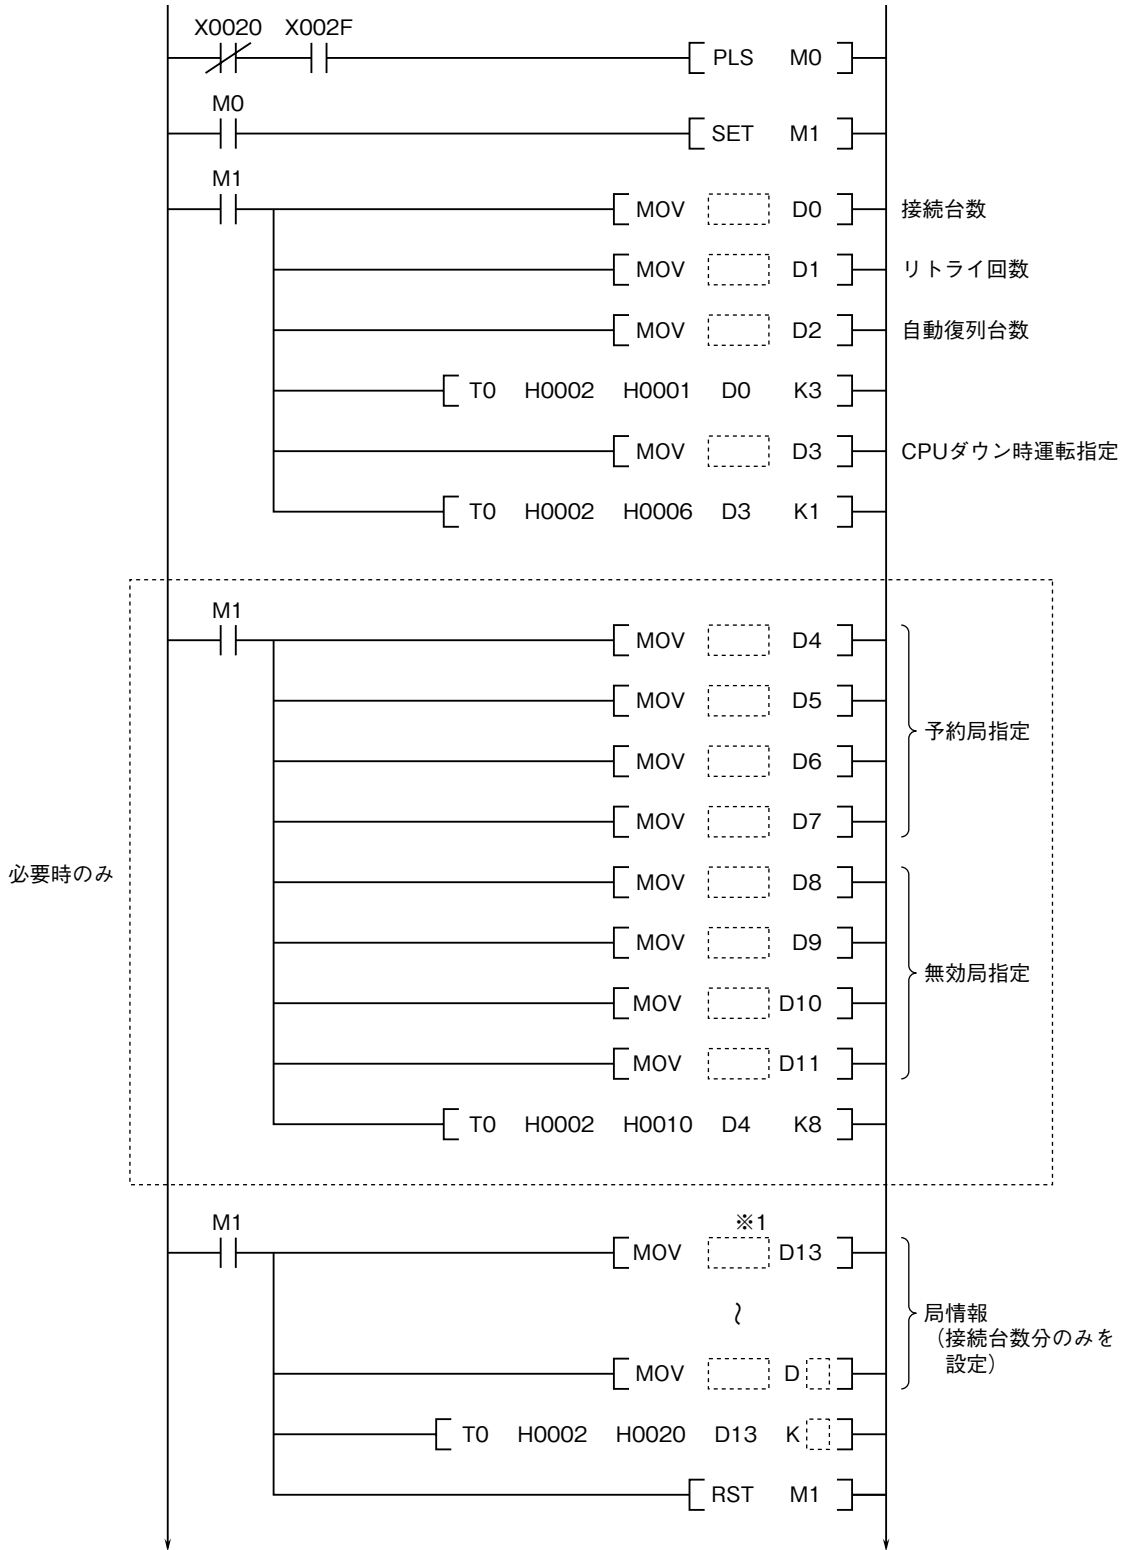 X0020 X002F
PLS M0
M0
SET M1
M1
MOV D0 接続台数
MOV D1 リトライ回数
MOV D2 自動復列台数
T0 H0002 H0001 D0 K3
MOV D3 CPUダウン時運転指定
T0 H0002 H0006 D3 K1
M1
MOV D4
MOV D5
予約局指定
MOV D6
MOV D7
必要時のみ
MOV D8
MOV D9
無効局指定
MOV D10
MOV D11
T0 H0002 H0010 D4 K8
M1
※1
MOV D13
〜
局情報
（接続台数分のみを
設定）
MOV D
T0 H0002 H0020 D13 K
RST M1